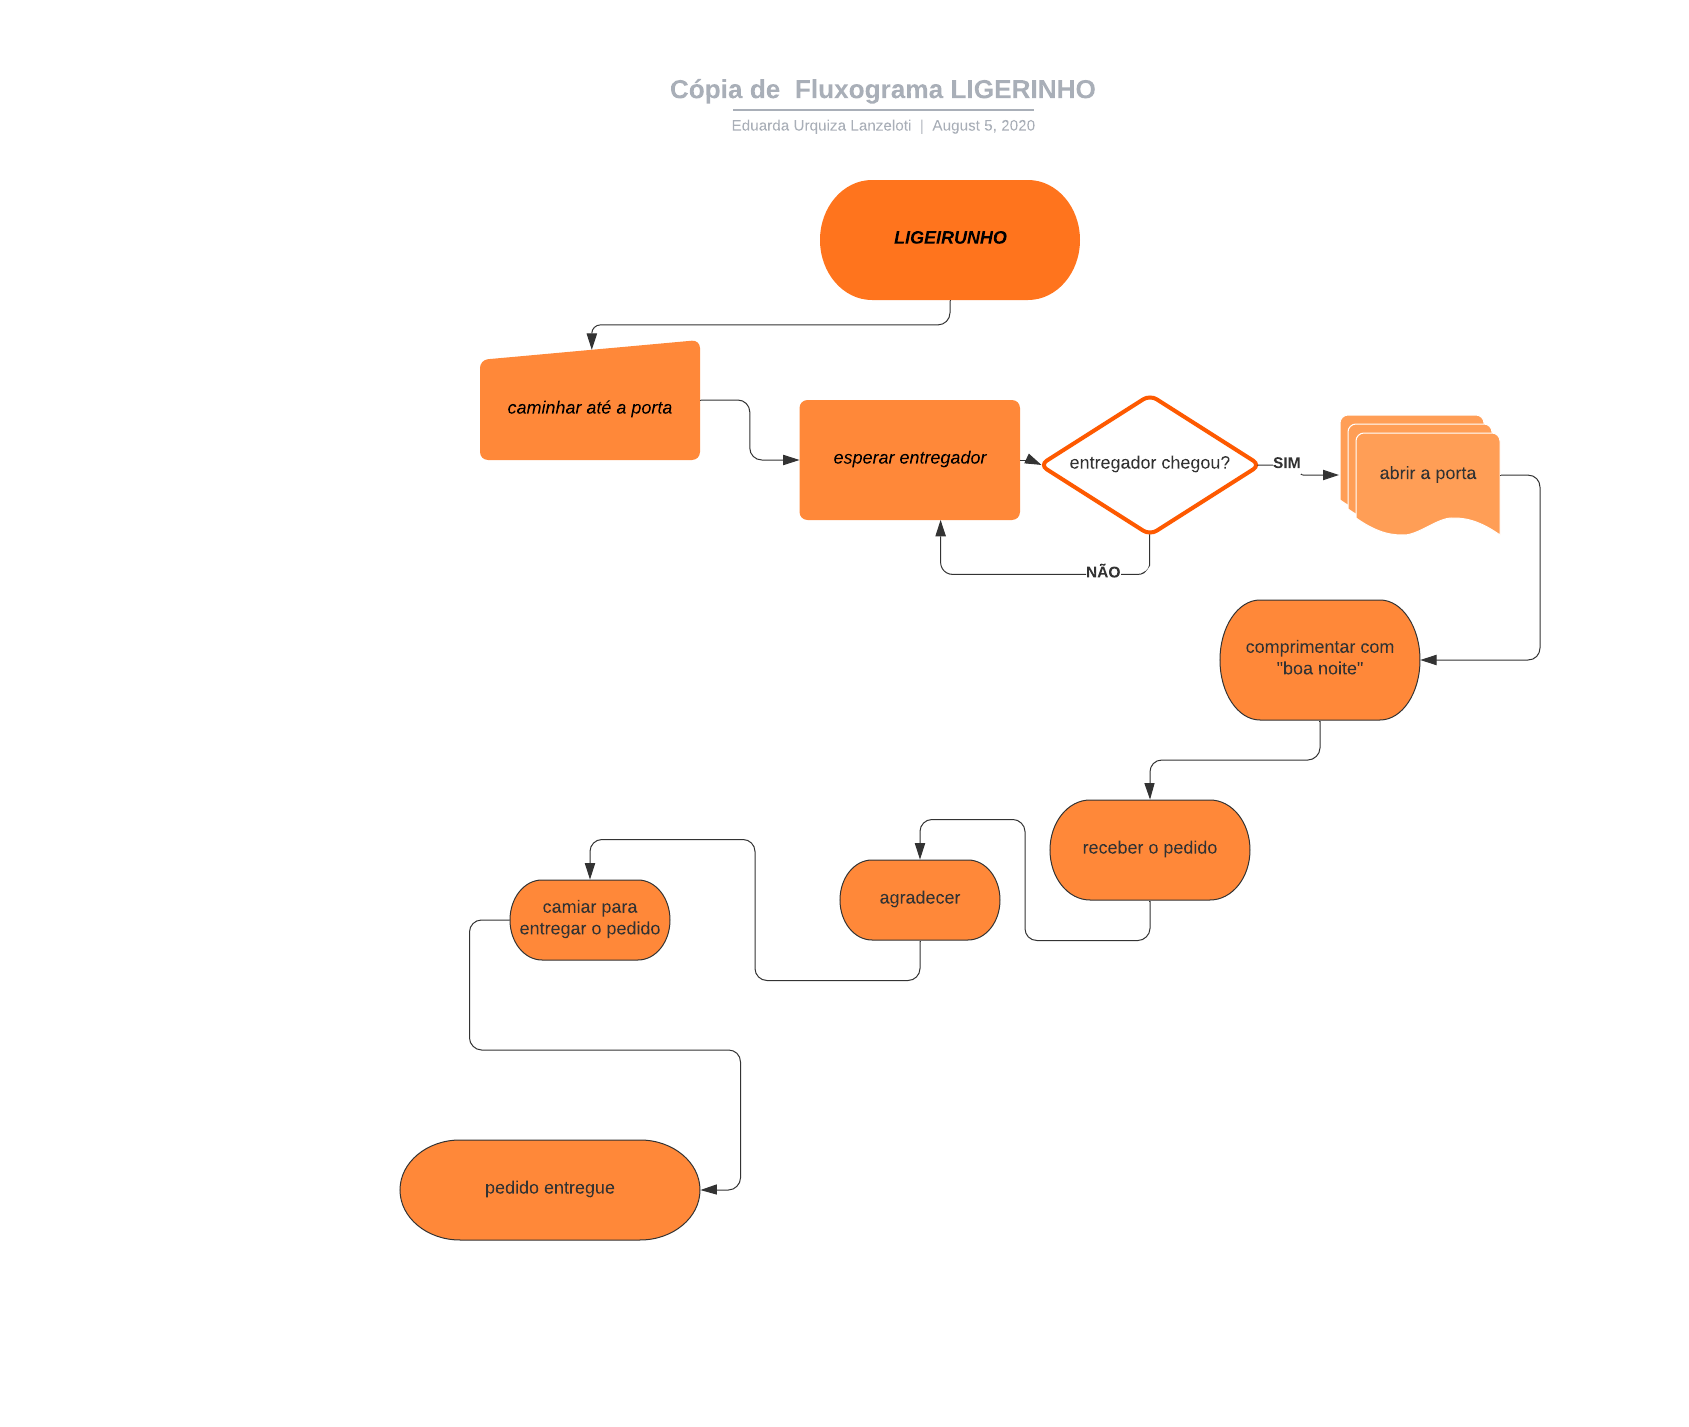 Cópia de  Fluxograma LIGERINHO
Eduarda Urquiza Lanzeloti | August 5, 2020
LIGEIRUNHO
caminhar até a porta
esperar entregador
entregador chegou?
SIM
abrir a porta
NÃO
comprimentar com
"boa noite"
receber o pedido
agradecer
camiar para
entregar o pedido
pedido entregue